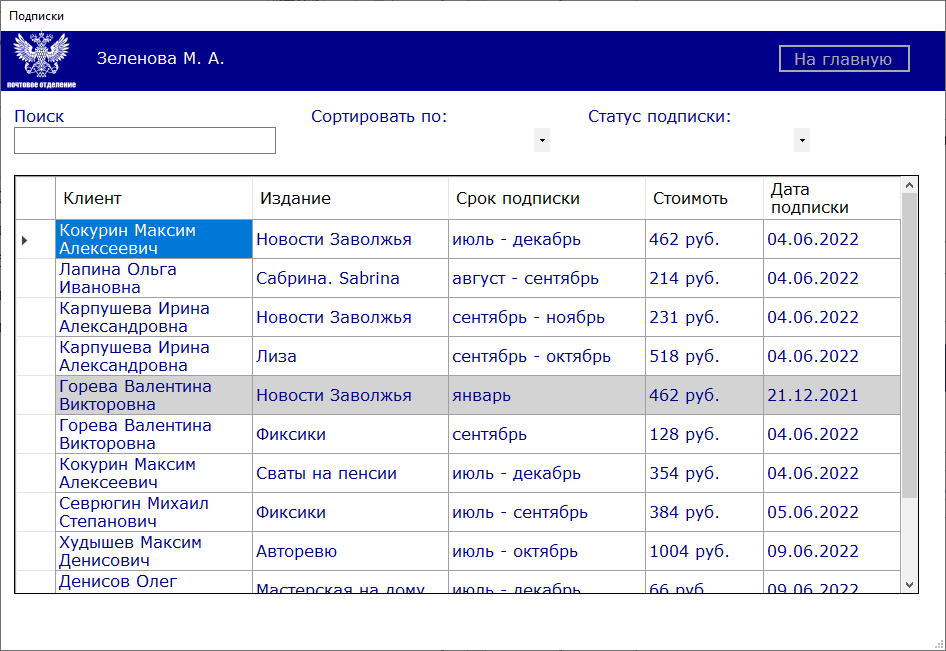 Подписки
почтовое отделение
Зеленова М. А.
На главную
Поиск
Сортировать по:
Статус подписки:
Клиент
Издание
Срок подписки
Стоимоть
Дата
подписки
Кокурин Максим
Алексеевич
Новости Заволжья
июль - декабрь
462 руб.
04.06.2022
Лапина Ольга
Ивановна
Сабрина. Sabrina
август - сентябрь
214 руб.
04.06.2022
Карпушева Ирина
Александровна
Новости Заволжья
сентябрь - ноябрь
231 руб.
04.06.2022
Карпушева Ирина
Александровна
Лиза
сентябрь - октябрь
518 руб.
04.06.2022
Горева Валентина
Викторовна
Новости Заволжья
январь
462 руб.
21.12.2021
Горева Валентина
Викторовна
Фиксики
сентябрь
128 руб.
04.06.2022
Кокурин Максим
Алексеевич
Сваты на пенсии
июль - декабрь
354 руб.
04.06.2022
Севрюгин Михаил
Степанович
Фиксики
июль - сентябрь
384 руб.
05.06.2022
Худышев Максим
Денисович
Авторевю
июль - октябрь
1004 руб.
09.06.2022
Денисов Олег
Мастерская на дому
июль - декабрь
66 руб.
09.06.2022